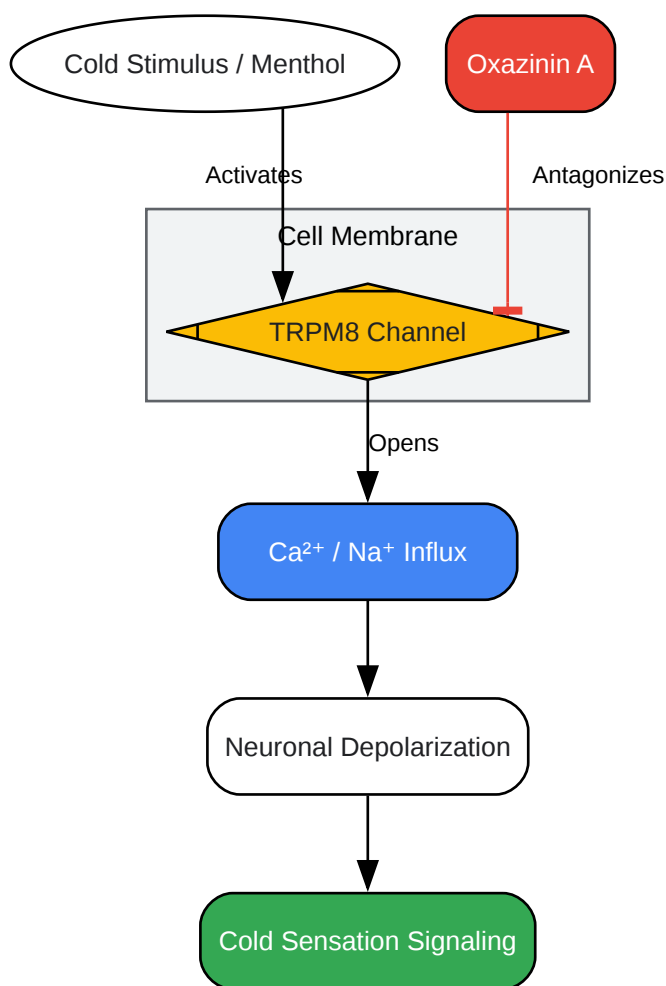 Cold Stimulus / Menthol
Oxazinin A
Activates
Antagonizes
Cell Membrane
TRPM8 Channel
Opens
Ca²⁺ / Na⁺ Influx
Neuronal Depolarization
Cold Sensation Signaling